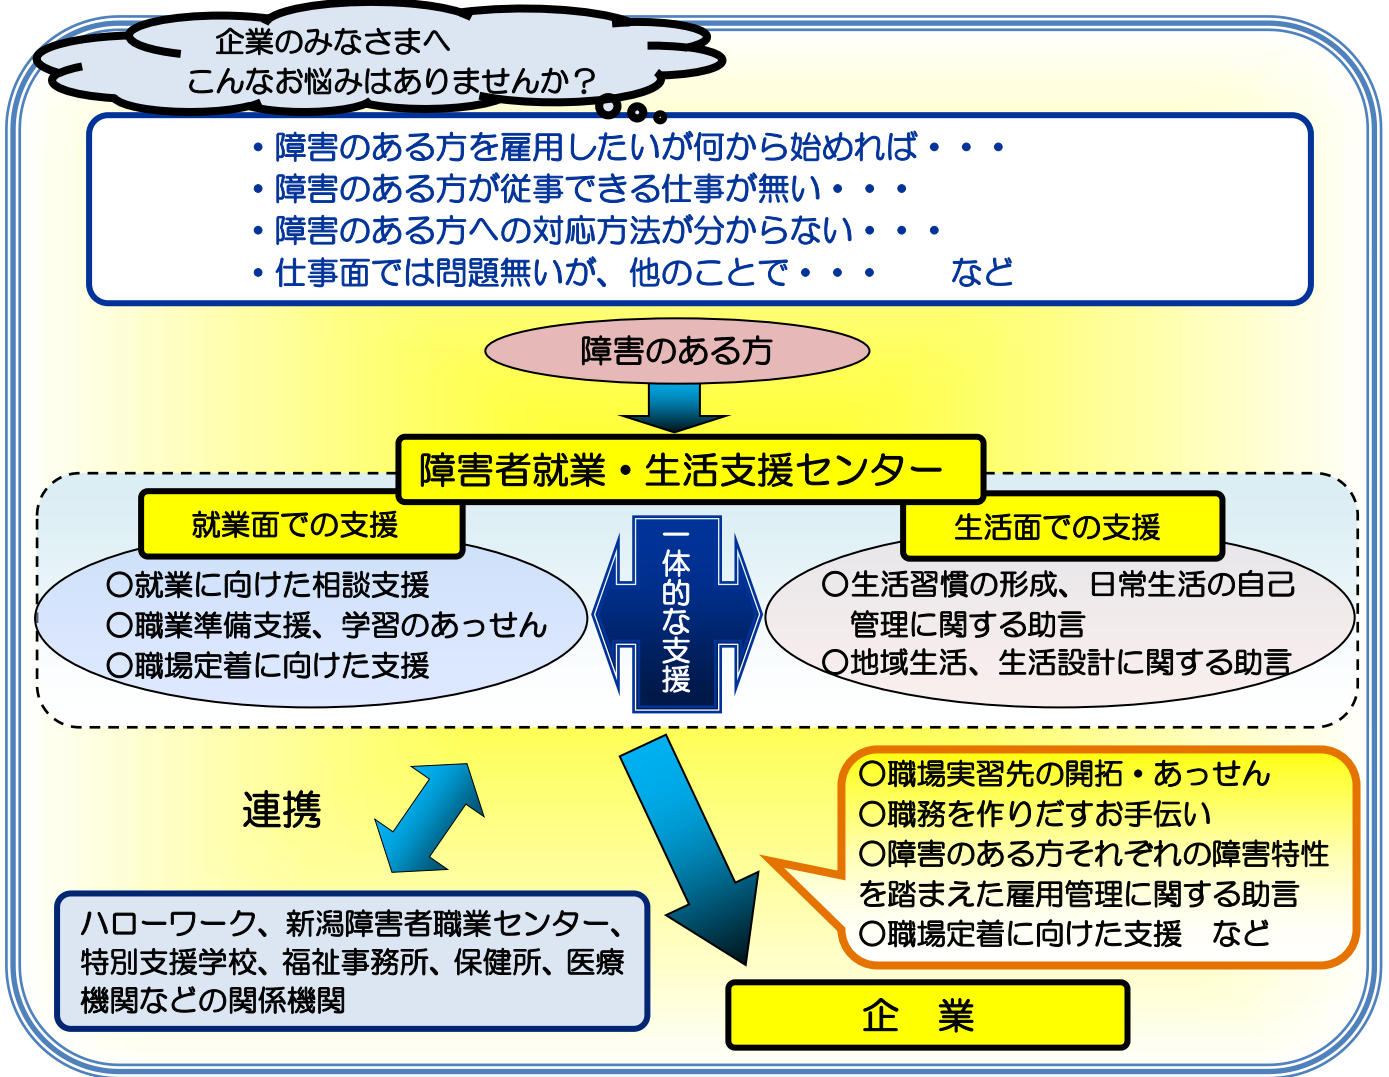 企業のみなさまへ
こんなお悩みはありませんか？
・障害のある方を雇用したいが何から始めれば・・・
・障害のある方が従事できる仕事が無い・・・
・障害のある方への対応方法が分からない・・・
・仕事面では問題無いが、他のことで・・・　　など
障害のある方
障害者就業・生活支援センター
就業面での支援
〇就業に向けた相談支援
〇職業準備支援、学習のあっせん
〇職場定着に向けた支援
一体的な支援
生活面での支援
〇生活習慣の形成、日常生活の自己
管理に関する助言
〇地域生活、生活設計に関する助言
連携
ハローワーク、新潟障害者職業センター、
特別支援学校、福祉事務所、保健所、医療
機関などの関係機関
〇職場実習先の開拓・あっせん
〇職務を作りだすお手伝い
〇障害のある方それぞれの障害特性
を踏まえた雇用管理に関する助言
〇職場定着に向けた支援　など
企　業